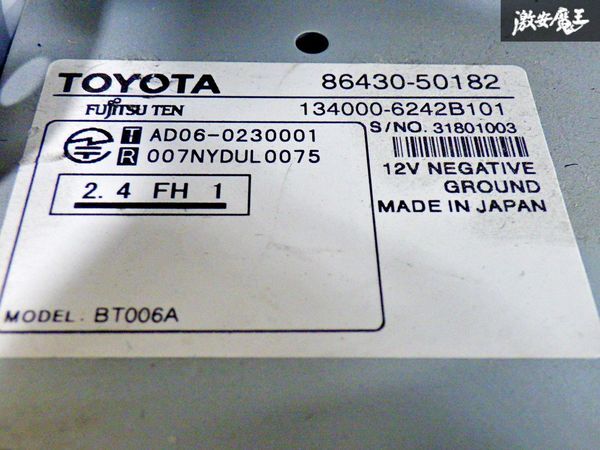 激安魔王
TOYOTA 86430-50182
FUJITSU TEN 134000-6242B101
S/NO. 31801003
T AD06-0230001
R 007NYDUL0075
12V NEGATIVE
GROUND
MADE IN JAPAN
2.4 FH 1
MODEL. BT006A